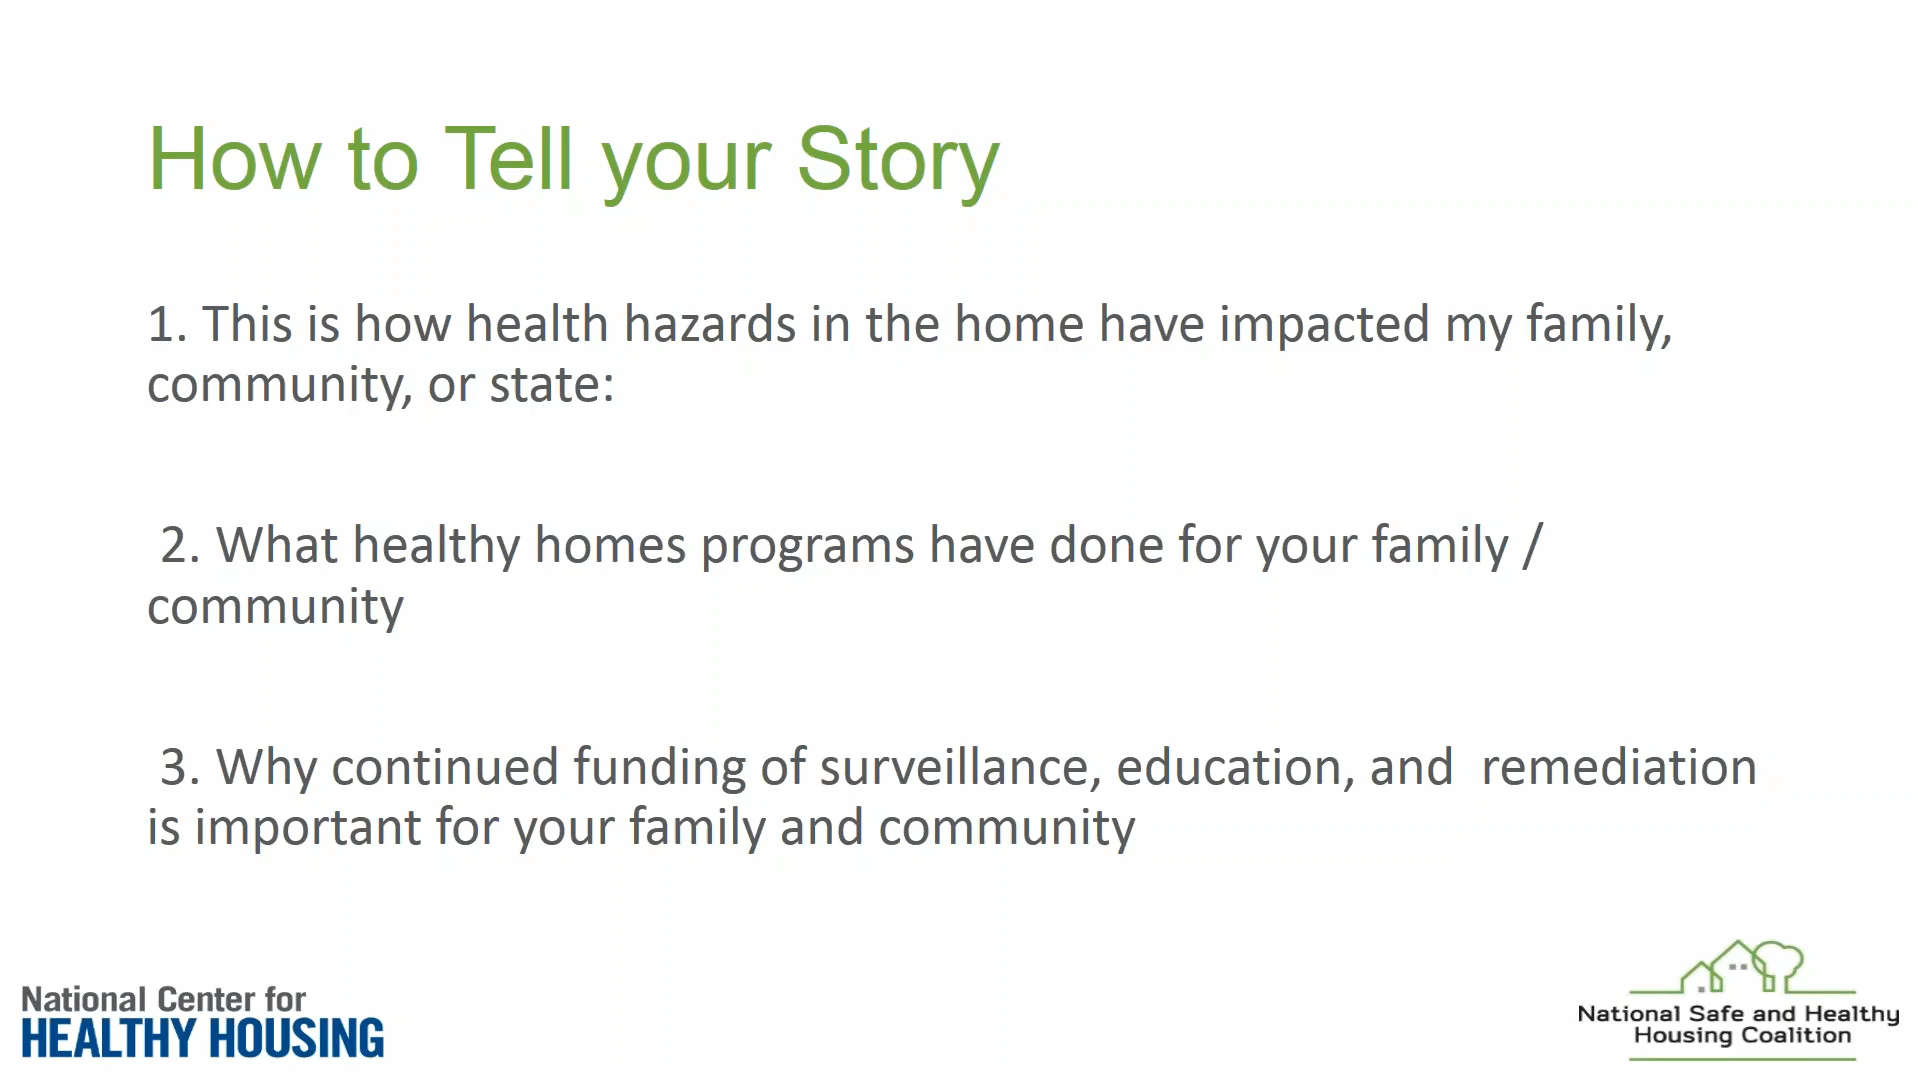 How to Tell your Story
1. This is how health hazards in the home have impacted my family,
community, or state:
2. What healthy homes programs have done for your family /
community
3. Why continued funding of surveillance, education, and  remediation
is important for your family and community
National Center for
HEALTHY HOUSING
National Safe and Healthy
Housing Coalition